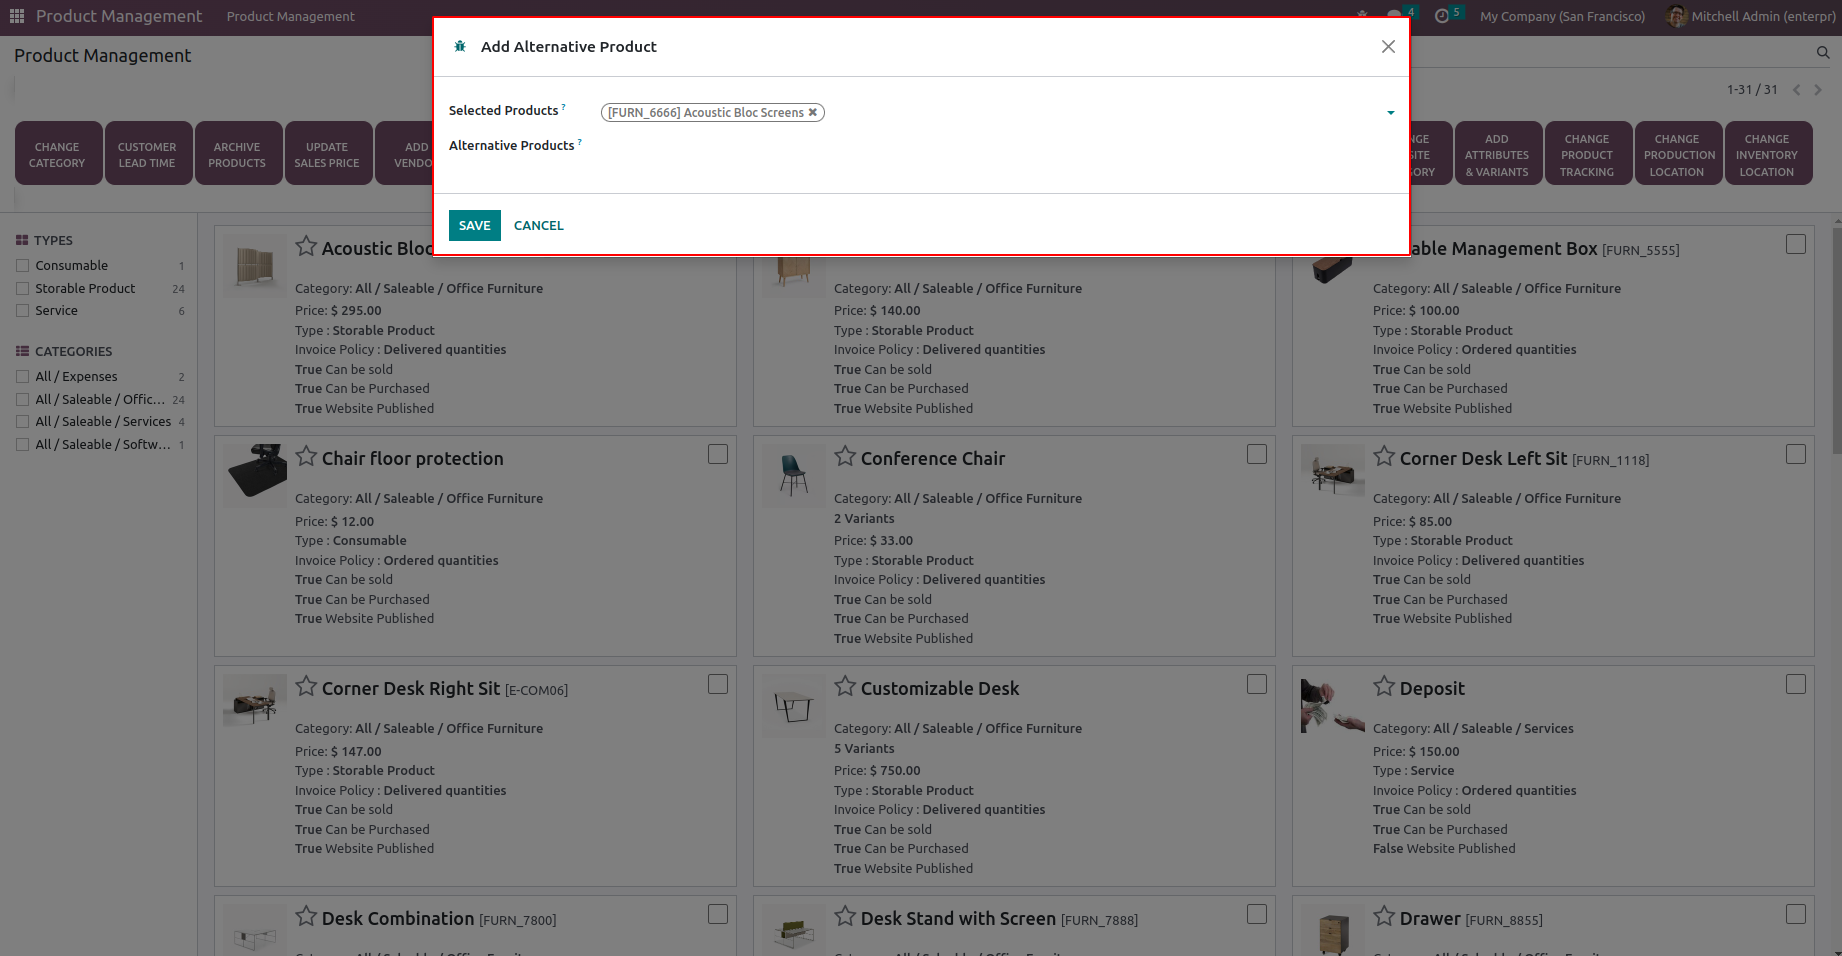 Product Management Product Management 4 5 My Company (San Francisco) Mitchell Admin (enterpr)
Product Management
1-31 / 31
CHANGE CATEGORY
CUSTOMER LEAD TIME
ARCHIVE PRODUCTS
UPDATE SALES PRICE
ADD
VENDO
NGE
SITE
GORY
ADD ATTRIBUTES & VARIANTS
CHANGE PRODUCT TRACKING
CHANGE PRODUCTION LOCATION
CHANGE INVENTORY LOCATION
Add Alternative Product
Selected Products ? [FURN_6666] Acoustic Bloc Screens ✖
Alternative Products ?
SAVE CANCEL
TYPES
Consumable 1
Storable Product 24
Service 6
CATEGORIES
All / Expenses 2
All / Saleable / Offic... 24
All / Saleable / Services 4
All / Saleable / Softw... 1
Acoustic Bloc
Category: All / Saleable / Office Furniture
Price: $ 295.00
Type : Storable Product
Invoice Policy : Delivered quantities
True Can be sold
True Can be Purchased
True Website Published
Category: All / Saleable / Office Furniture
Price: $ 140.00
Type : Storable Product
Invoice Policy : Delivered quantities
True Can be sold
True Can be Purchased
True Website Published
able Management Box [FURN_5555]
Category: All / Saleable / Office Furniture
Price: $ 100.00
Type : Storable Product
Invoice Policy : Ordered quantities
True Can be sold
True Can be Purchased
True Website Published
Chair floor protection
Category: All / Saleable / Office Furniture
Price: $ 12.00
Type : Consumable
Invoice Policy : Ordered quantities
True Can be sold
True Can be Purchased
True Website Published
Conference Chair
Category: All / Saleable / Office Furniture
2 Variants
Price: $ 33.00
Type : Storable Product
Invoice Policy : Delivered quantities
True Can be sold
True Can be Purchased
True Website Published
Corner Desk Left Sit [FURN_1118]
Category: All / Saleable / Office Furniture
Price: $ 85.00
Type : Storable Product
Invoice Policy : Delivered quantities
True Can be sold
True Can be Purchased
True Website Published
Corner Desk Right Sit [E-COM06]
Category: All / Saleable / Office Furniture
Price: $ 147.00
Type : Storable Product
Invoice Policy : Delivered quantities
True Can be sold
True Can be Purchased
True Website Published
Customizable Desk
Category: All / Saleable / Office Furniture
5 Variants
Price: $ 750.00
Type : Storable Product
Invoice Policy : Delivered quantities
True Can be sold
True Can be Purchased
True Website Published
Deposit
Category: All / Saleable / Services
Price: $ 150.00
Type : Service
Invoice Policy : Ordered quantities
True Can be sold
True Can be Purchased
False Website Published
Desk Combination [FURN_7800]
Desk Stand with Screen [FURN_7888]
Drawer [FURN_8855]